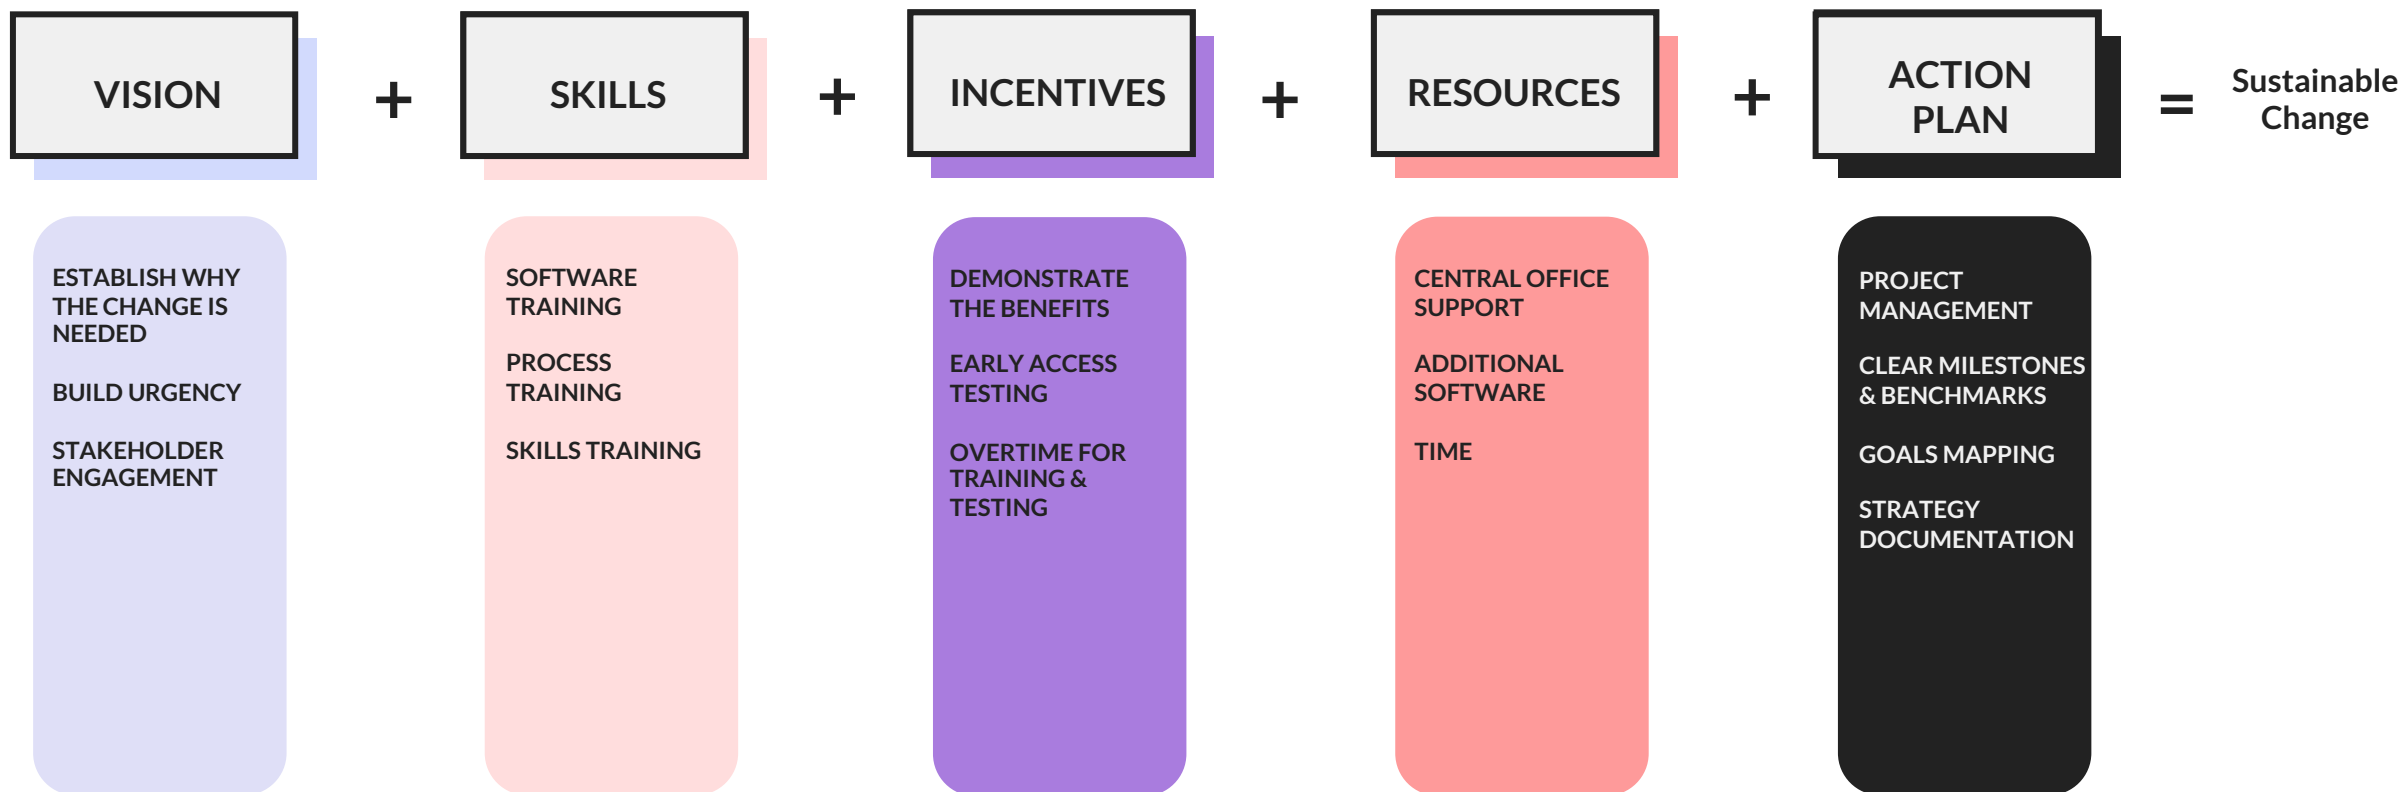 VISION
+
SKILLS
+
INCENTIVES
+
RESOURCES
+
ACTION
PLAN
=
Sustainable
Change
ESTABLISH WHY
THE CHANGE IS
NEEDED
BUILD URGENCY
STAKEHOLDER
ENGAGEMENT
SOFTWARE
TRAINING
PROCESS
TRAINING
SKILLS TRAINING
DEMONSTRATE
THE BENEFITS
EARLY ACCESS
TESTING
OVERTIME FOR
TRAINING &
TESTING
CENTRAL OFFICE
SUPPORT
ADDITIONAL
SOFTWARE
TIME
PROJECT
MANAGEMENT
CLEAR MILESTONES
& BENCHMARKS
GOALS MAPPING
STRATEGY
DOCUMENTATION